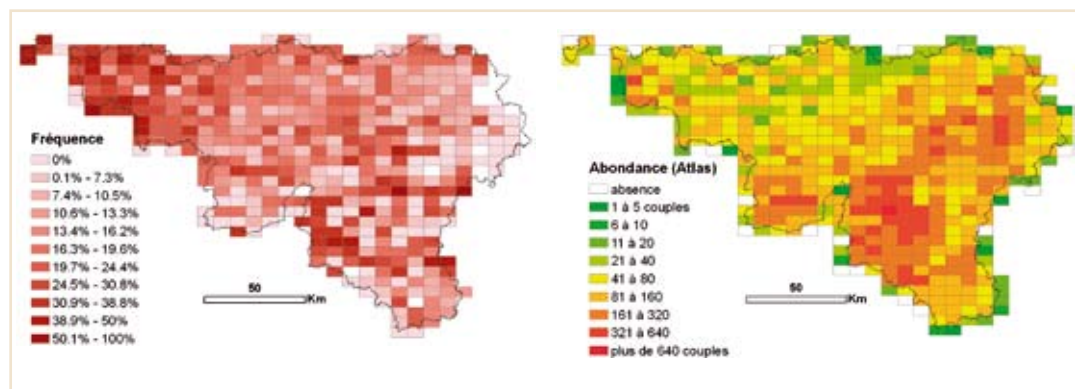 Fréquence
0%
0.1% - 7.3%
7.4% - 10.5%
10.6% - 13.3%
13.4% - 16.2%
16.3% - 19.6%
19.7% - 24.4%
24.5% - 30.8%
30.9% - 38.8%
38.9% - 50%
50.1% - 100%
50
Km
Abondance (Atlas)
absence
1 à 5 couples
6 à 10
11 à 20
21 à 40
41 à 80
81 à 160
161 à 320
321 à 640
plus de 640 couples
50
Km